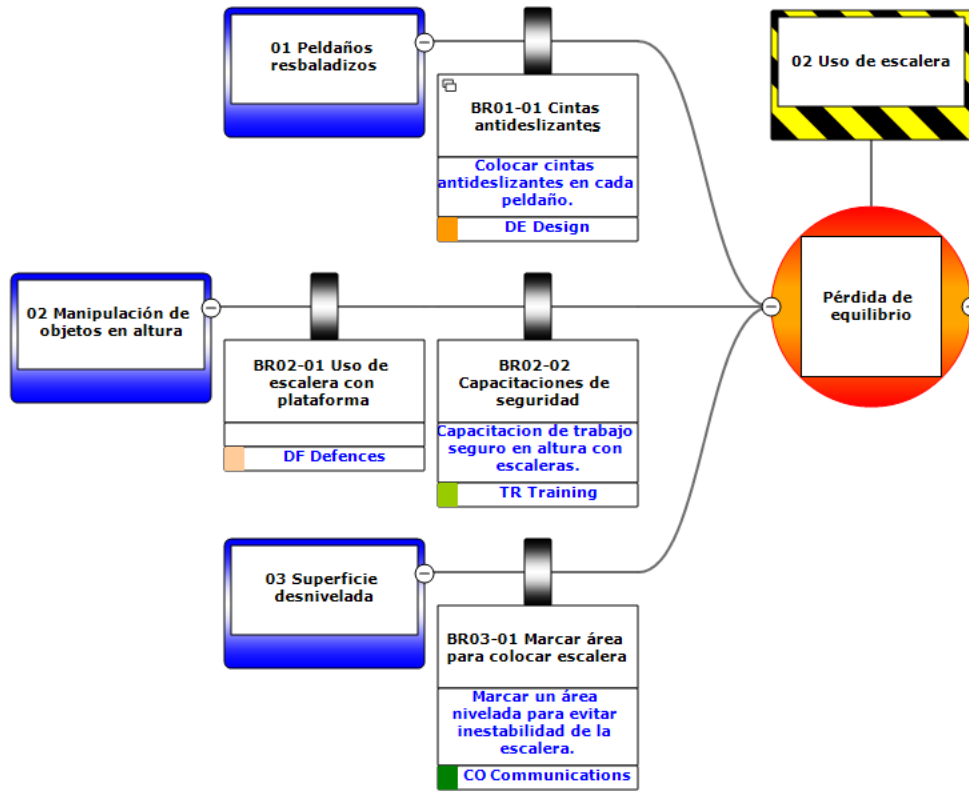 01 Peldaños
resbaladizos
BR01-01 Cintas
antideslizantes
Colocar cintas
antideslizantes en cada
peldaño.
DE Design
02 Uso de escalera
02 Manipulación de
objetos en altura
BR02-01 Uso de
escalera con
plataforma
DF Defences
BR02-02
Capacitaciones de
seguridad
Capacitacion de trabajo
seguro en altura con
escaleras.
TR Training
Pérdida de
equilibrio
03 Superficie
desnivelada
BR03-01 Marcar área
para colocar escalera
Marcar un área
nivelada para evitar
inestabilidad de la
escalera.
CO Communications